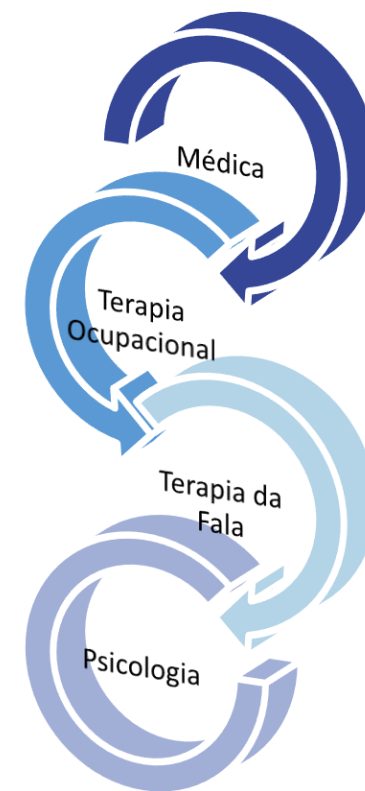 Médica
Terapia
Ocupacional
Terapia da
Fala
Psicologia